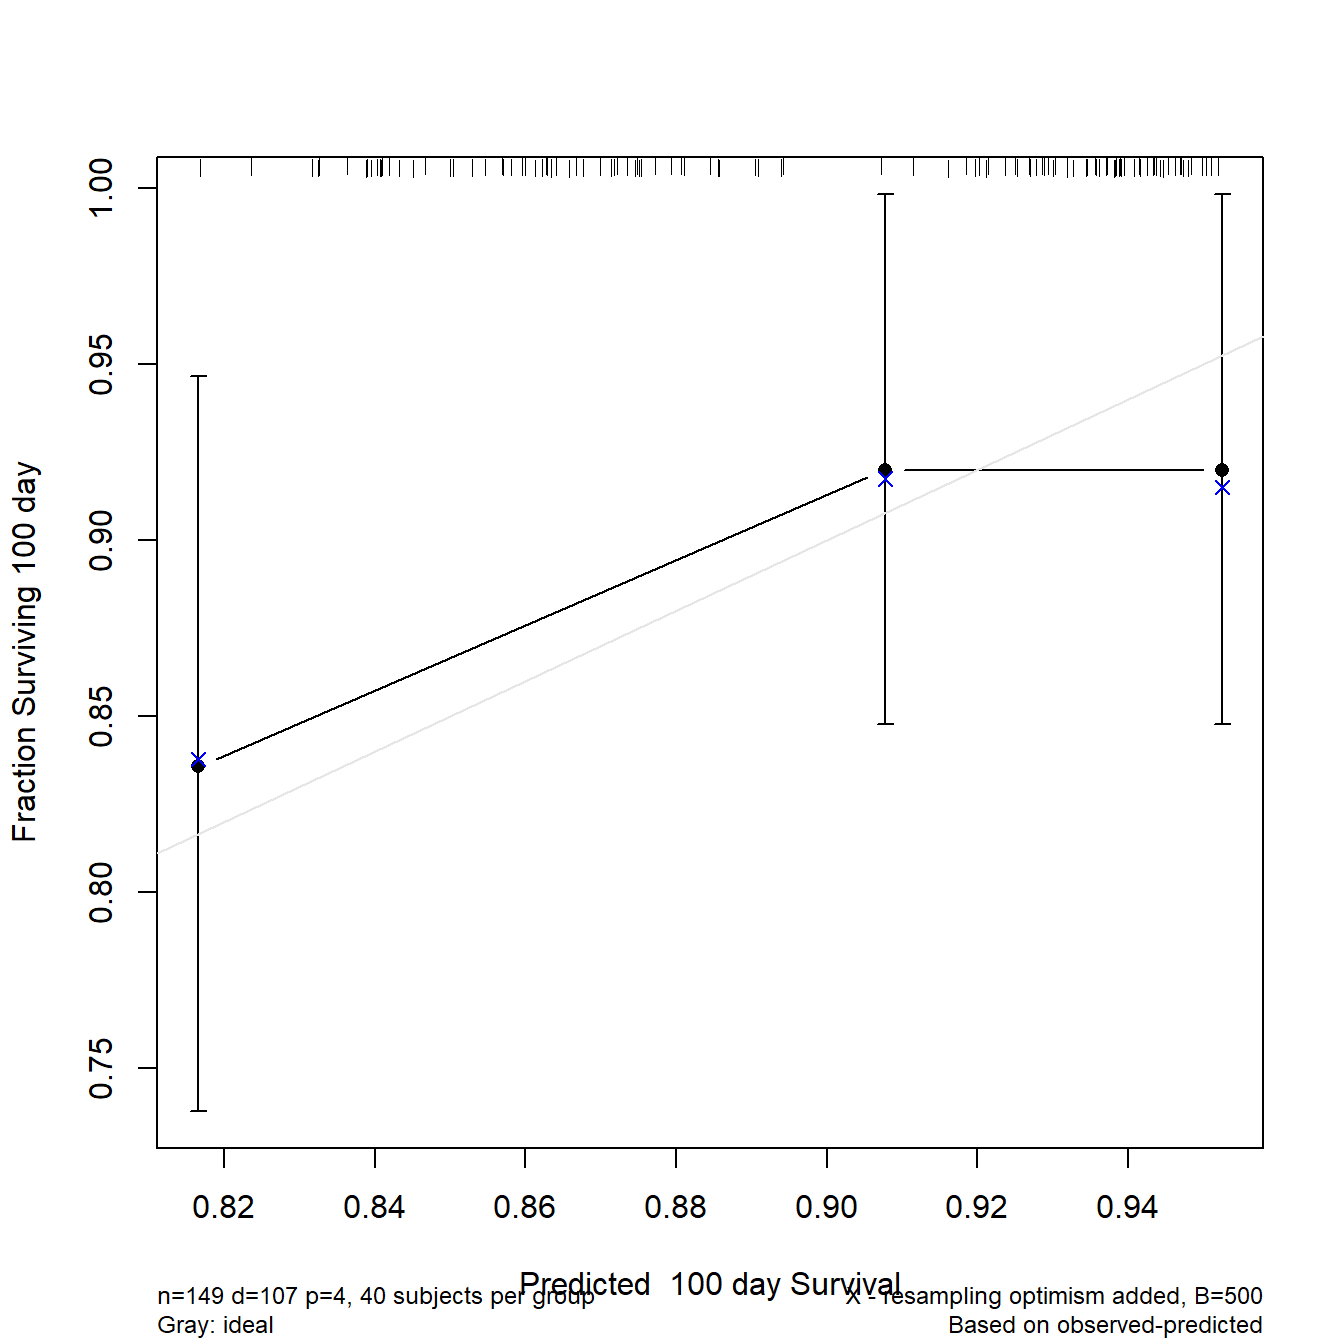 1.00
0.95
0.90
0.85
0.80
0.75
Fraction Surviving 100 day
0.82 0.84 0.86 0.88 0.90 0.92 0.94
Predicted  100 day Survival
n=149 d=107 p=4, 40 subjects per group
X - resampling optimism added, B=500
Gray: ideal
Based on observed-predicted